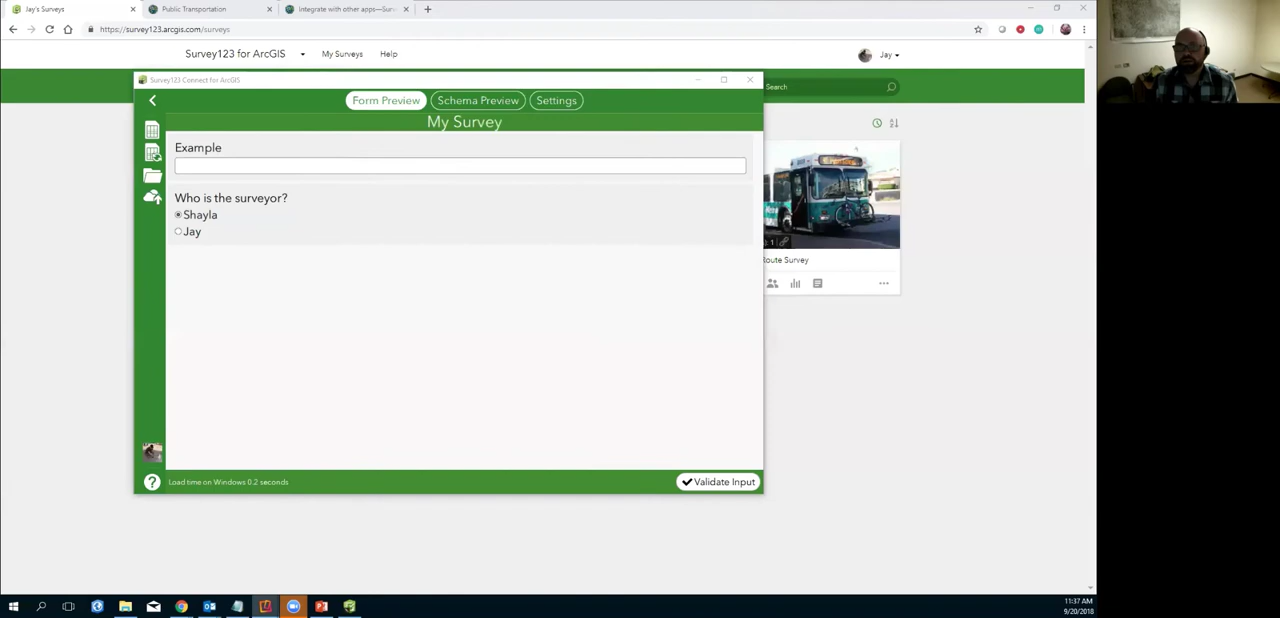 Jay's Surveys
Public Transportation
Integrate with other apps—Surv
https://survey123.arcgis.com/surveys
Survey123 for ArcGIS
My Surveys
Help
Jay
Survey123 Connect for ArcGIS
Form Preview
Schema Preview
Settings
Search
My Survey
Example
Who is the surveyor?
Shayla
Jay
: 1
Route Survey
?
Load time on Windows 0.2 seconds
Validate Input
11:37 AM
9/20/2018